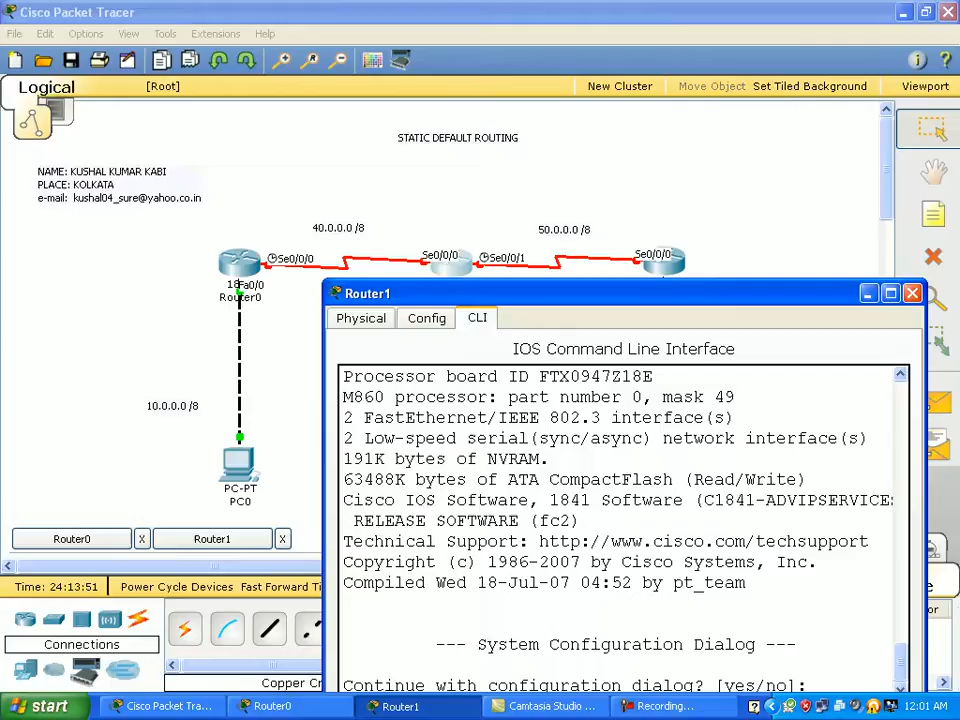 Cisco Packet Tracer
File Edit Options View Tools Extensions Help
Logical
[Root]
New Cluster
Move Object
Set Tiled Background
Viewport
STATIC DEFAULT ROUTING
NAME: KUSHAL KUMAR KABI
PLACE: KOLKATA
e-mail: kushal04_sure@yahoo.co.in
40.0.0.0 /8
50.0.0.0 /8
Se0/0/0
Se0/0/0
Se0/0/1
Se0/0/0
18
Fa0/0
Router0
10.0.0.0 /8
PC-PT
PC0
Router1
Physical
Config
CLI
IOS Command Line Interface
Processor board ID FTX0947Z18E
M860 processor: part number 0, mask 49
2 FastEthernet/IEEE 802.3 interface(s)
2 Low-speed serial(sync/async) network interface(s)
191K bytes of NVRAM.
63488K bytes of ATA CompactFlash (Read/Write)
Cisco IOS Software, 1841 Software (C1841-ADVIPSERVICES
RELEASE SOFTWARE (fc2)
Technical Support: http://www.cisco.com/techsupport
Copyright (c) 1986-2007 by Cisco Systems, Inc.
Compiled Wed 18-Jul-07 04:52 by pt_team
--- System Configuration Dialog ---
Continue with configuration dialog? [yes/no]:
Router0 X Router1 X
Time: 24:13:51
Power Cycle Devices
Fast Forward
Connections
Copper Cr
start
Cisco Packet Tra...
Router0
Router1
Camtasia Studio ...
Recording...
12:01 AM